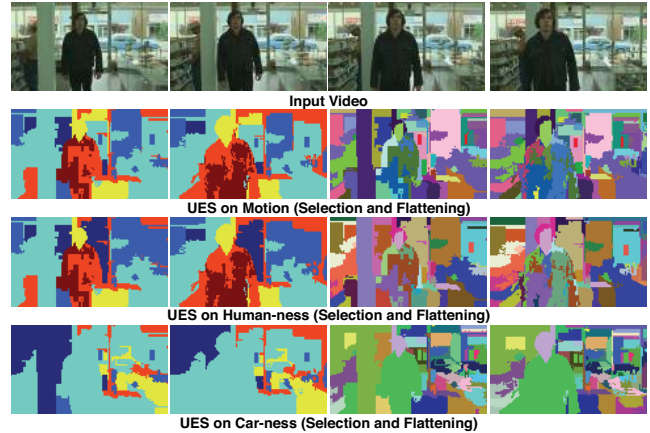 Input Video
UES on Motion (Selection and Flattening)
UES on Human-ness (Selection and Flattening)
UES on Car-ness (Selection and Flattening)